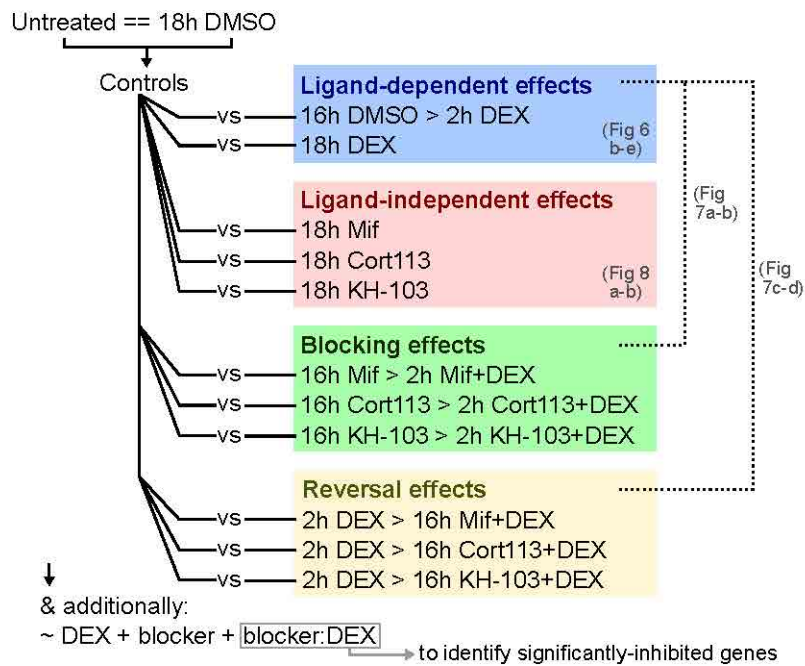 Untreated == 18h DMSO
Controls
Ligand-dependent effects
vs 16h DMSO > 2h DEX
vs 18h DEX
(Fig 6
b-e)
Ligand-independent effects
vs 18h Mif
vs 18h Cort113
vs 18h KH-103
(Fig 8
a-b)
(Fig
7a-b)
(Fig
7c-d)
Blocking effects
vs 16h Mif > 2h Mif+DEX
vs 16h Cort113 > 2h Cort113+DEX
vs 16h KH-103 > 2h KH-103+DEX
Reversal effects
vs 2h DEX > 16h Mif+DEX
vs 2h DEX > 16h Cort113+DEX
vs 2h DEX > 16h KH-103+DEX
& additionally:
~ DEX + blocker + blocker:DEX
to identify significantly-inhibited genes